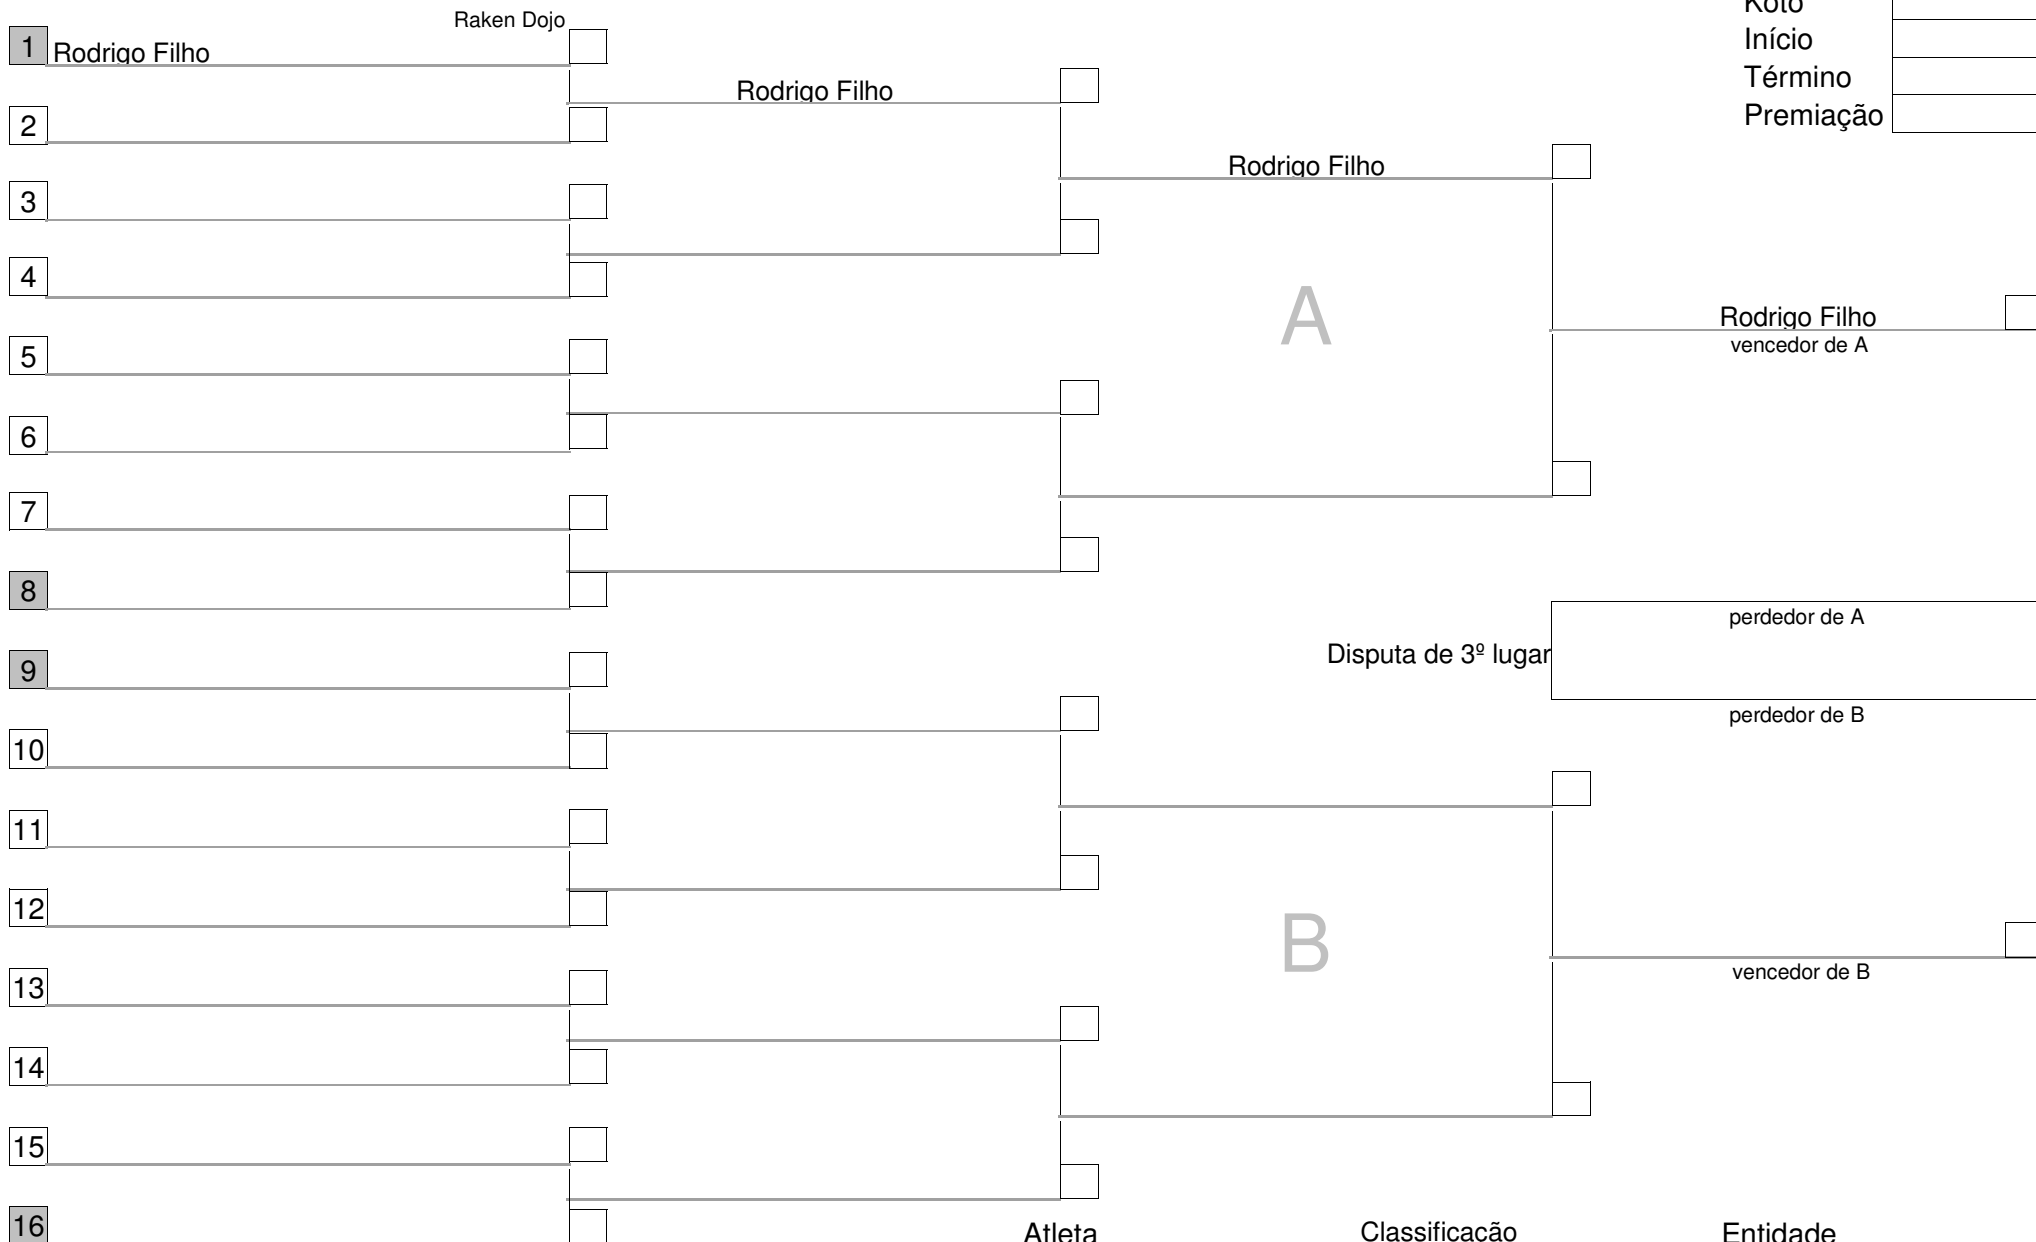 Raken Dojo
Koto
1 Rodrigo Filho
Início
Rodrigo Filho
Término
2
Premiação
Rodrigo Filho
3
4
A
Rodrigo Filho
vencedor de A
5
6
7
8
perdedor de A
Disputa de 3º lugar
9
perdedor de B
10
11
12
B
vencedor de B
13
14
15
16
Atleta Classificação Entidade